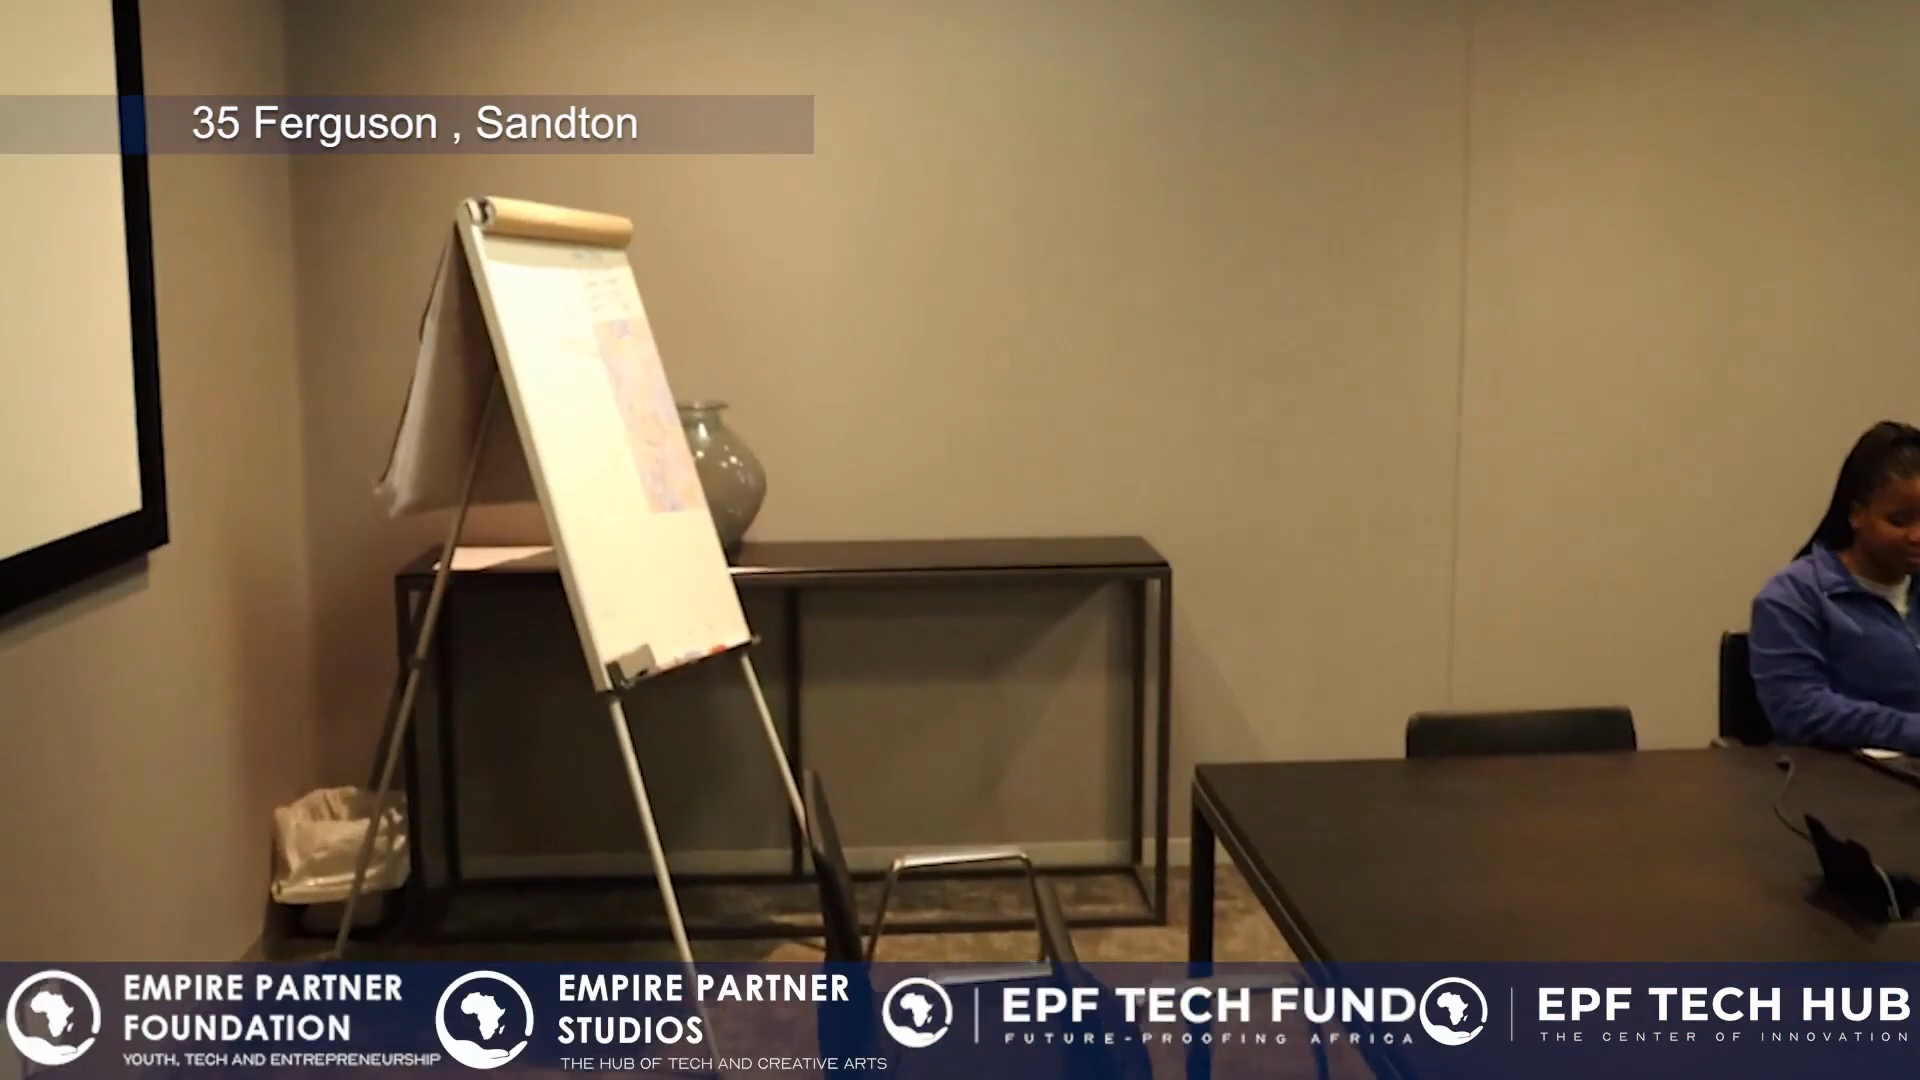 35 Ferguson , Sandton
EMPIRE PARTNER
FOUNDATION
YOUTH, TECH AND ENTREPRENEURSHIP
EMPIRE PARTNER
STUDIOS
THE HUB OF TECH AND CREATIVE ARTS
EPF TECH FUND
FUTURE-PROOFING AFRICA
EPF TECH HUB
THE CENTER OF INNOVATION